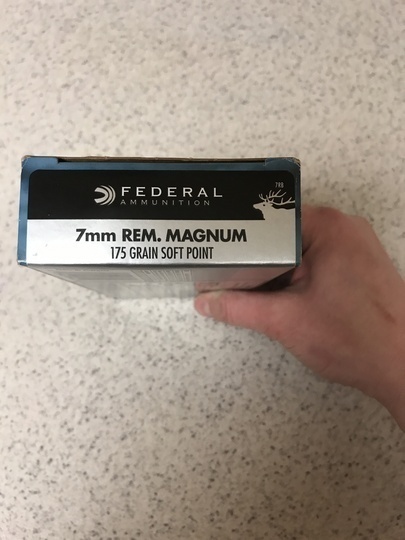 7RB
FEDERAL
AMMUNITION
7mm REM. MAGNUM
175 GRAIN SOFT POINT